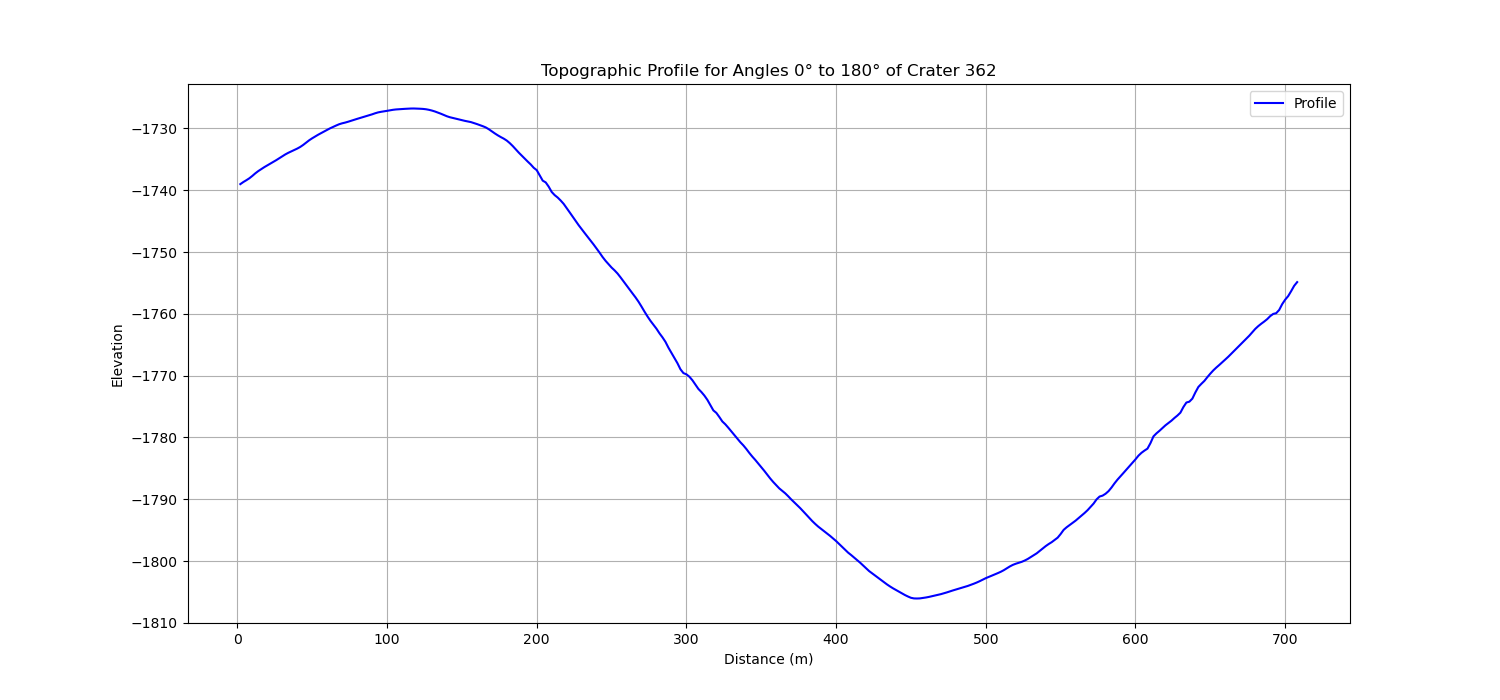 Topographic Profile for Angles 0° to 180° of Crater 362
Profile
−1730
−1740
−1750
−1760
−1770
−1780
−1790
−1800
−1810
Elevation
0 100 200 300 400 500 600 700
Distance (m)